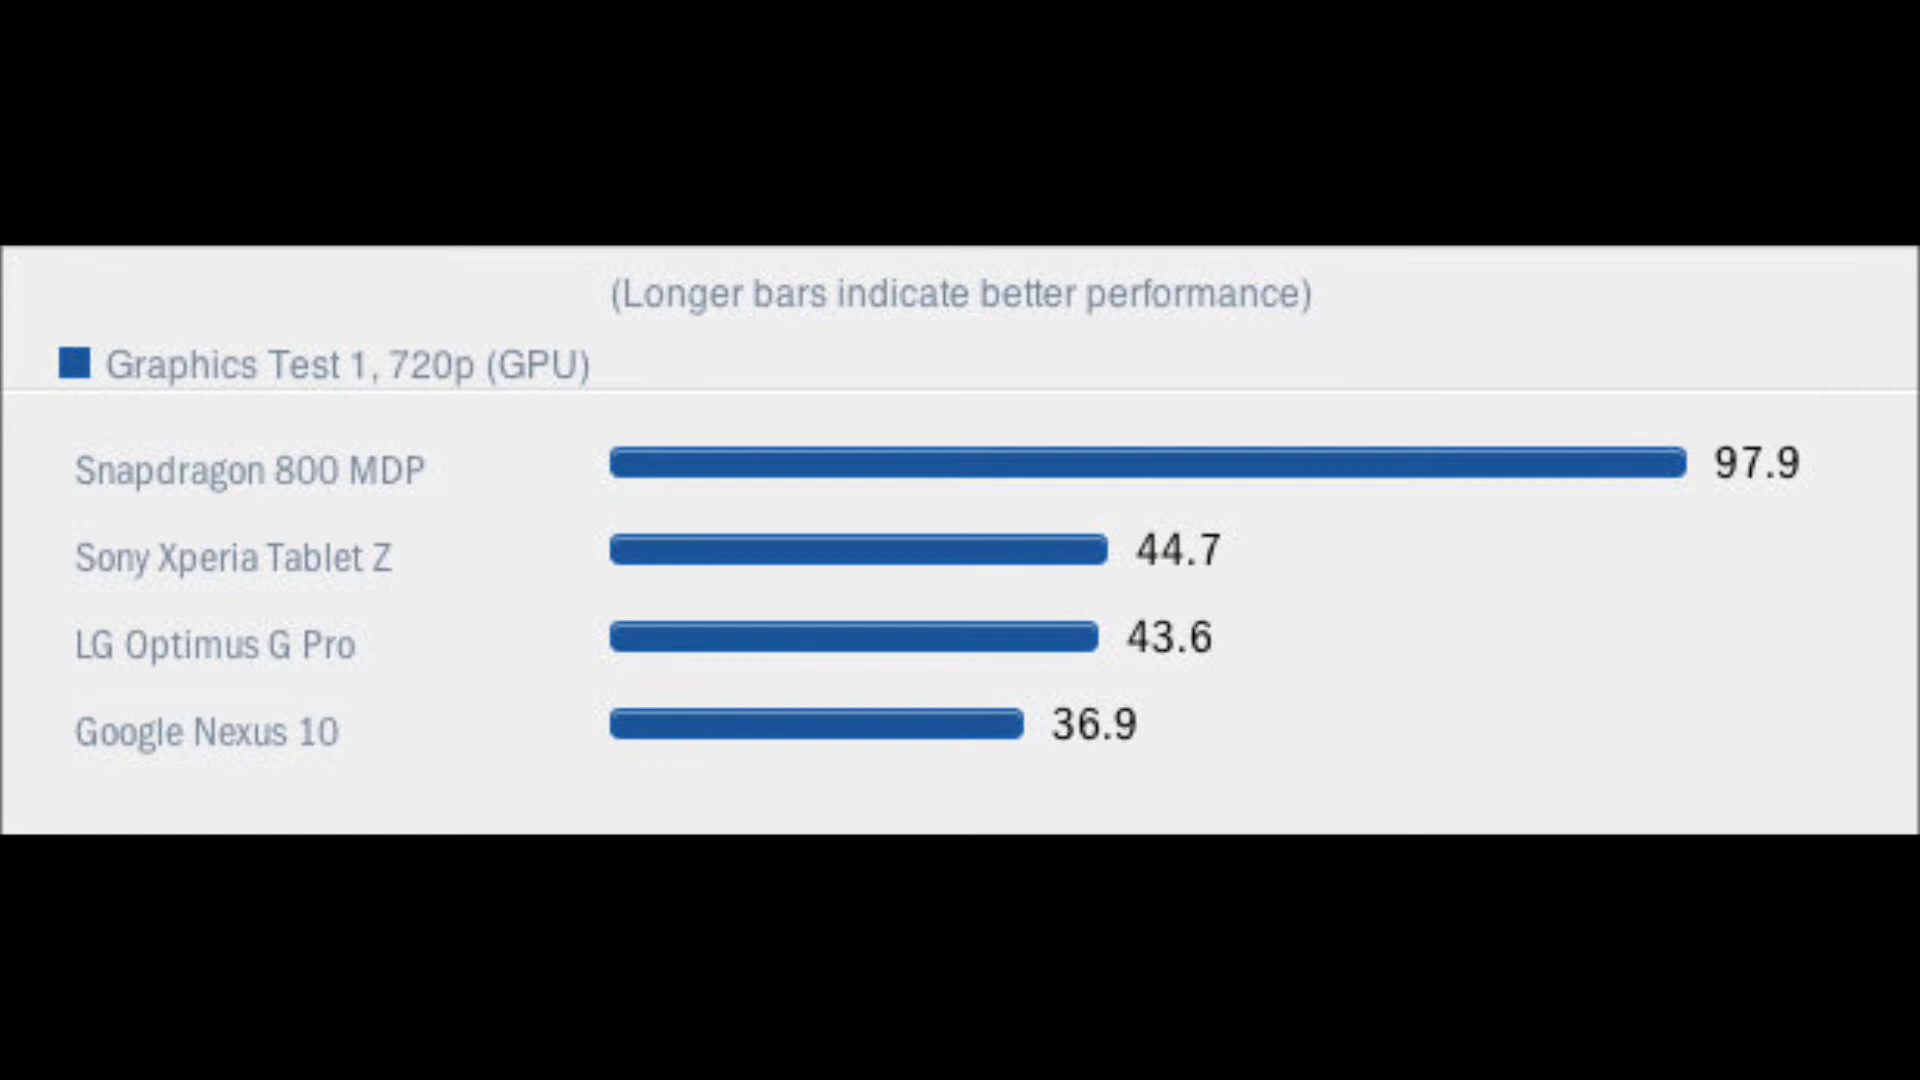 (Longer bars indicate better performance)
Graphics Test 1, 720p (GPU)
Snapdragon 800 MDP 97.9
Sony Xperia Tablet Z 44.7
LG Optimus G Pro 43.6
Google Nexus 10 36.9